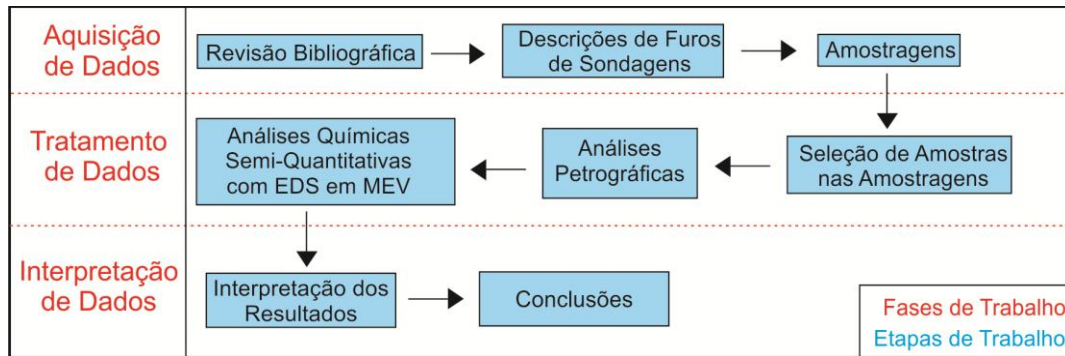 Aquisição
de Dados
Revisão Bibliográfica
Descrições de Furos
de Sondagens
Amostragens
Tratamento
de Dados
Análises Químicas
Semi-Quantitativas
com EDS em MEV
Análises
Petrográficas
Seleção de Amostras
nas Amostragens
Interpretação
de Dados
Interpretação dos
Resultados
Conclusões
Fases de Trabalho
Etapas de Trabalho